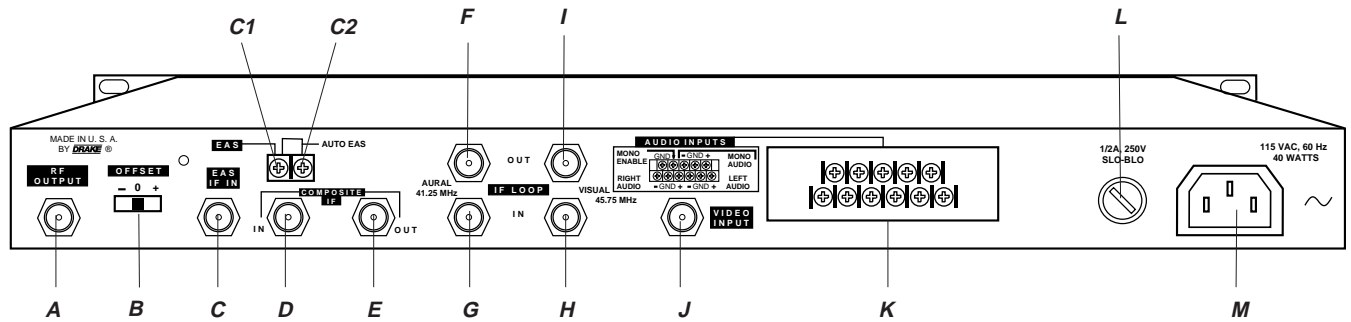 C1 C2 F I L
MADE IN U. S. A.
BY DRAKE ®
RF
OUTPUT
OFFSET
– 0 +
EAS
AUTO EAS
EAS
IF IN
COMPOSITE
IF
IN
OUT
AURAL
41.25 MHz
OUT
IF LOOP
IN
VISUAL
45.75 MHz
AUDIO INPUTS
MONO
ENABLE
GND + - GND +
MONO
AUDIO
RIGHT
AUDIO
- GND + - GND +
LEFT
AUDIO
VIDEO
INPUT
1/2A, 250V
SLO-BLO
115 VAC, 60 Hz
40 WATTS
A B C D E G H J K M